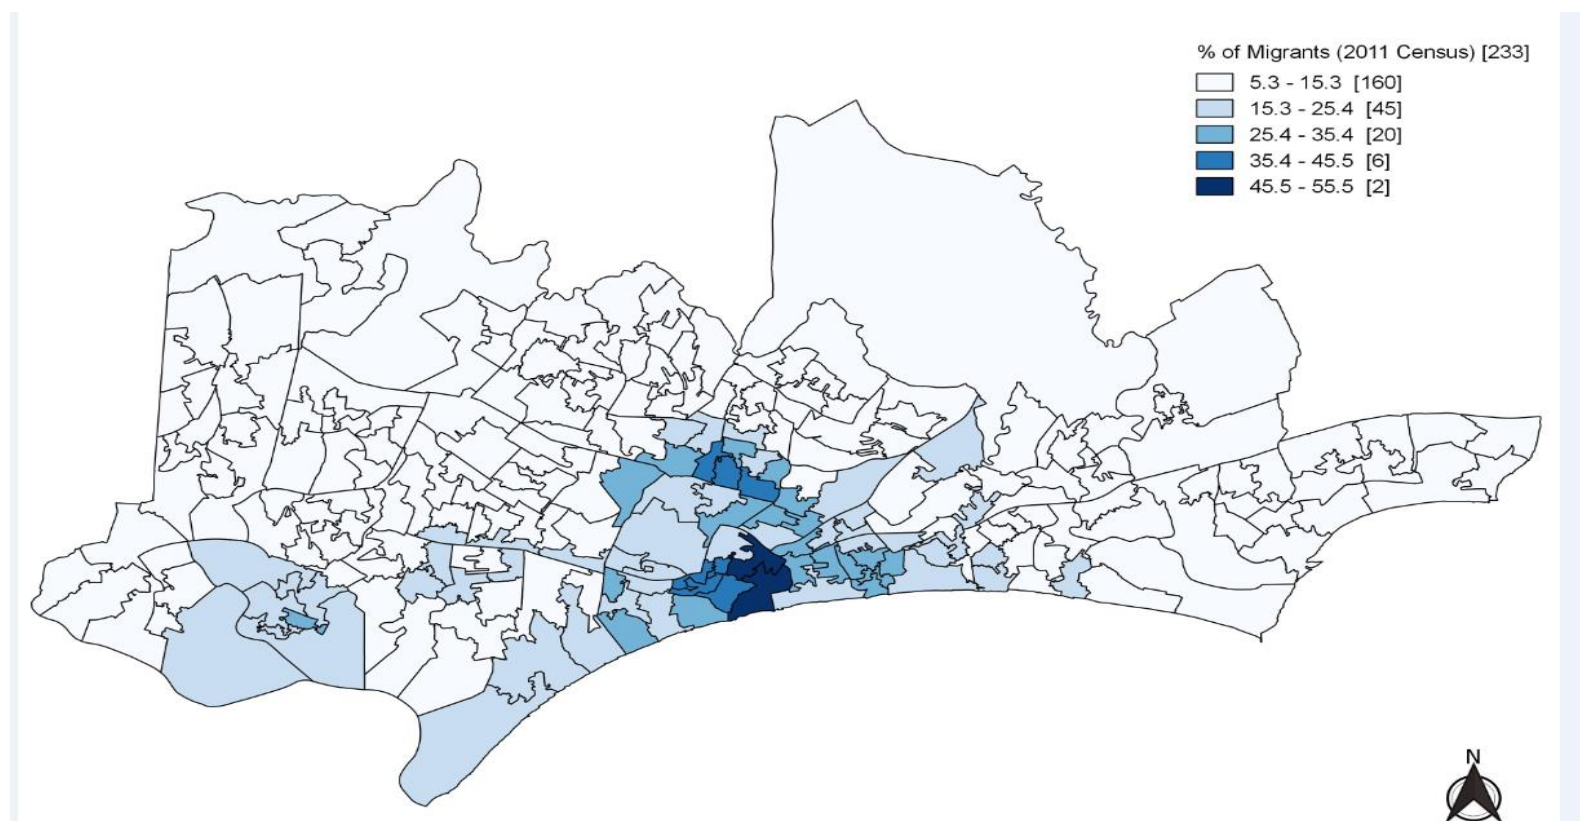 % of Migrants (2011 Census) [233]
5.3 - 15.3 [160]
15.3 - 25.4 [45]
25.4 - 35.4 [20]
35.4 - 45.5 [6]
45.5 - 55.5 [2]
N